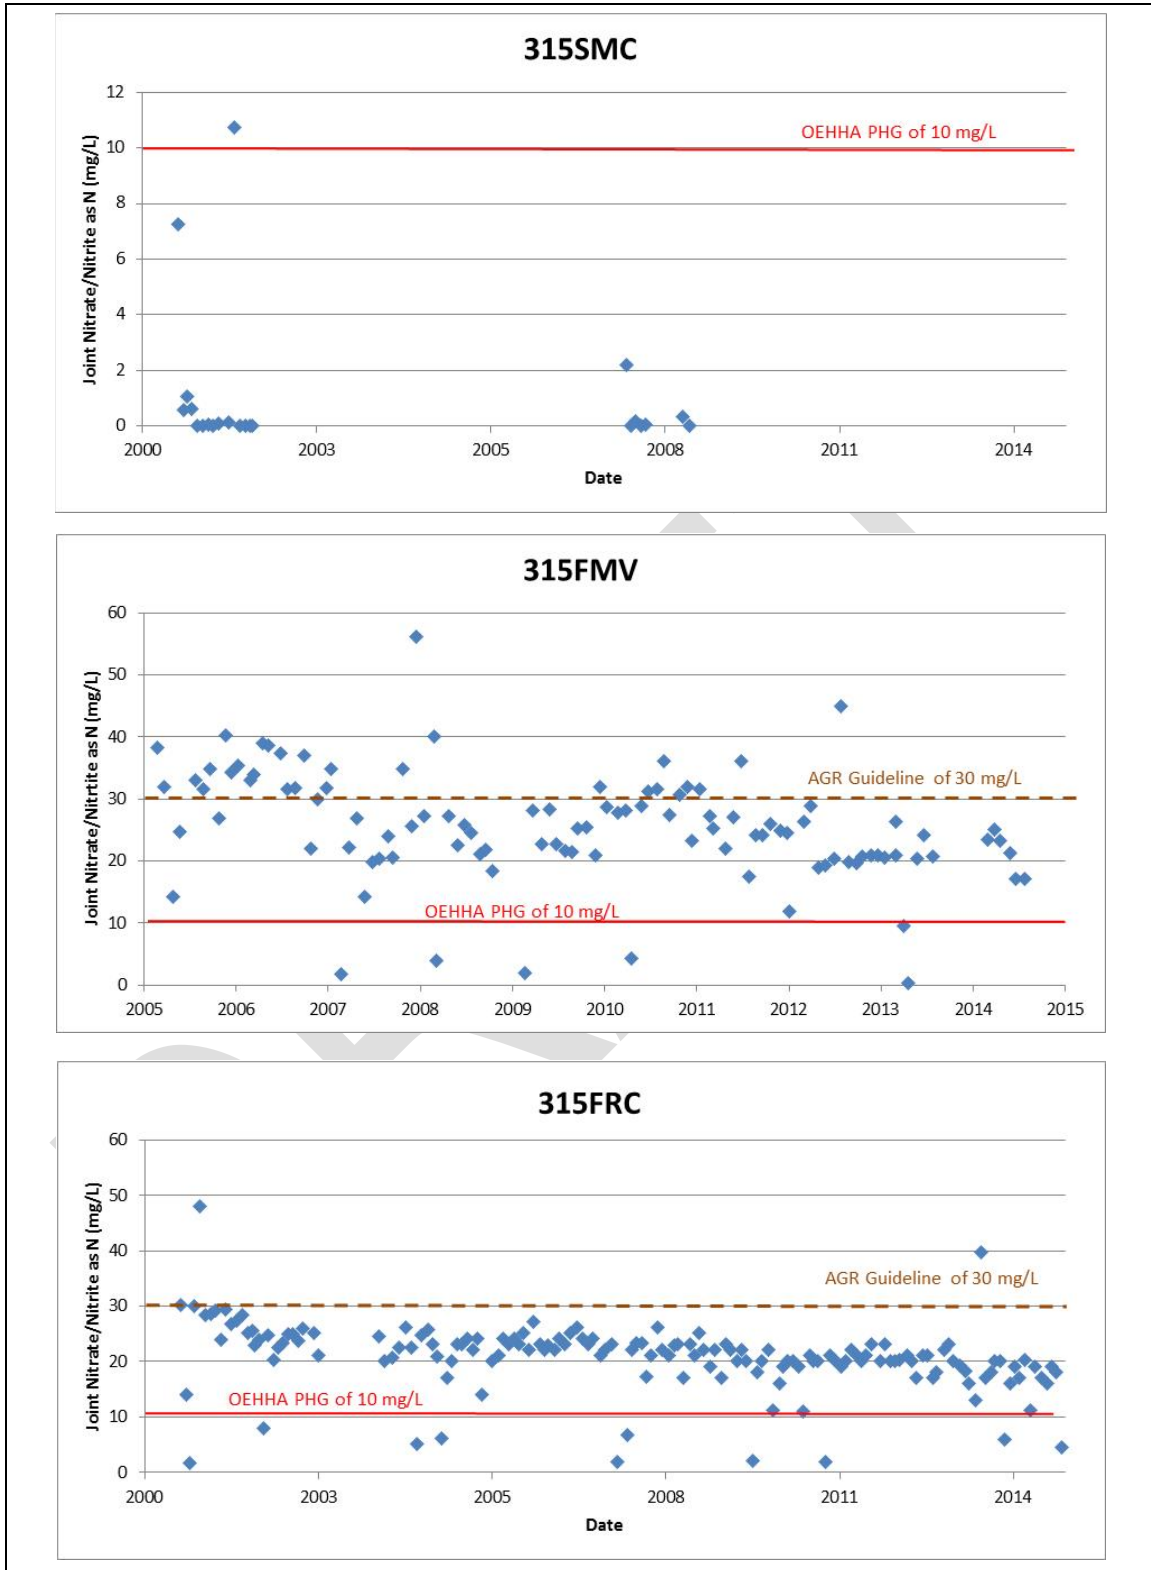 315SMC
12
10
8
6
4
2
0
Joint Nitrate/Nitrite as N (mg/L)
OEHHA PHG of 10 mg/L
2000 2003 2005 2008 2011 2014
Date
315FMV
60
50
40
30
20
10
0
Joint Nitrate/Nitrtite as N (mg/L)
AGR Guideline of 30 mg/L
OEHHA PHG of 10 mg/L
2005 2006 2007 2008 2009 2010 2011 2012 2013 2014 2015
315FRC
60
50
40
30
20
10
0
Joint Nitrate/Nitrite as N (mg/L)
AGR Guideline of 30 mg/L
OEHHA PHG of 10 mg/L
2000 2003 2005 2008 2011 2014
Date